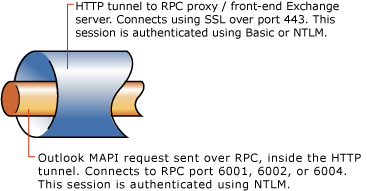 HTTP tunnel to RPC proxy / front-end Exchange
server. Connects using SSL over port 443. This
session is authenticated using Basic or NTLM.
Outlook MAPI request sent over RPC, inside the HTTP
tunnel. Connects to RPC port 6001, 6002, or 6004.
This session is authenticated using NTLM.